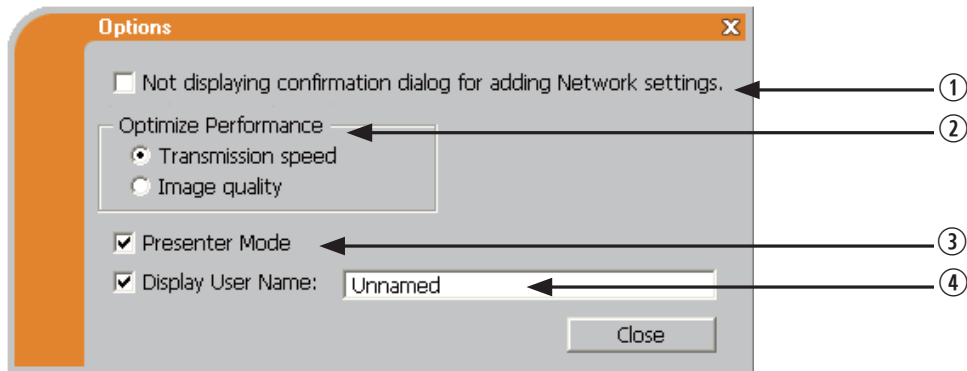 Options
Not displaying confirmation dialog for adding Network settings. ①
Optimize Performance ②
Transmission speed
Image quality
Presenter Mode ③
Display User Name: Unnamed ④
Close